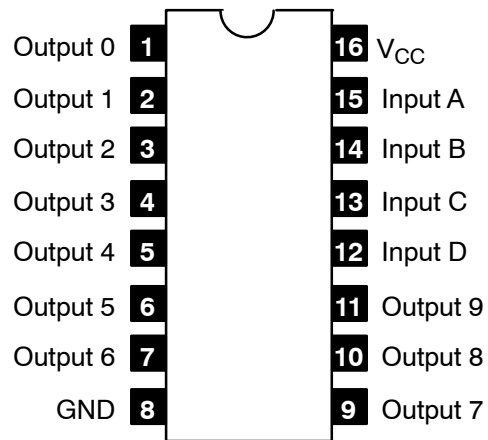 Output 0 1 16 VCC
Output 1 2 15 Input A
Output 2 3 14 Input B
Output 3 4 13 Input C
Output 4 5 12 Input D
Output 5 6 11 Output 9
Output 6 7 10 Output 8
GND 8 9 Output 7